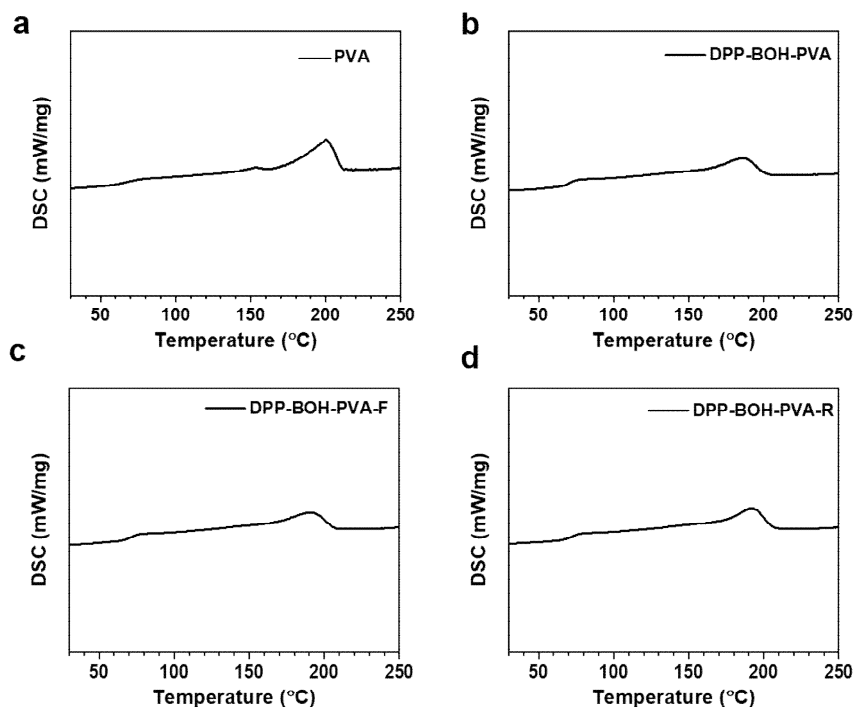 a
PVA
DSC (mW/mg)
50 100 150 200 250
Temperature (°C)
b
DPP-BOH-PVA
DSC (mW/mg)
50 100 150 200 250
Temperature (°C)
c
DPP-BOH-PVA-F
DSC (mW/mg)
50 100 150 200 250
Temperature (°C)
d
DPP-BOH-PVA-R
DSC (mW/mg)
50 100 150 200 250
Temperature (°C)